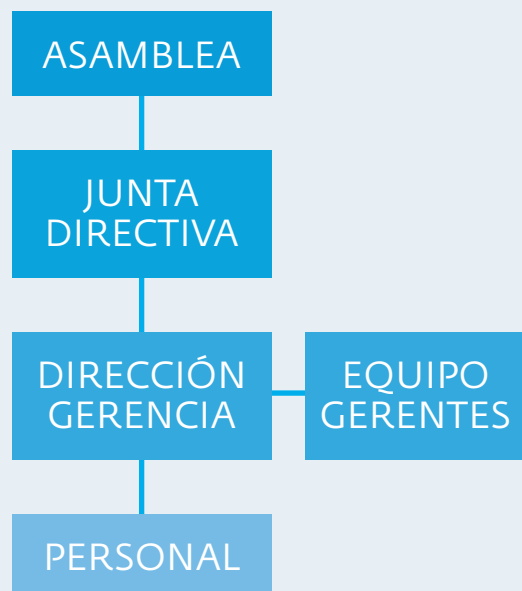 ASAMBLEA
JUNTA
DIRECTIVA
DIRECCIÓN
GERENCIA
EQUIPO
GERENTES
PERSONAL